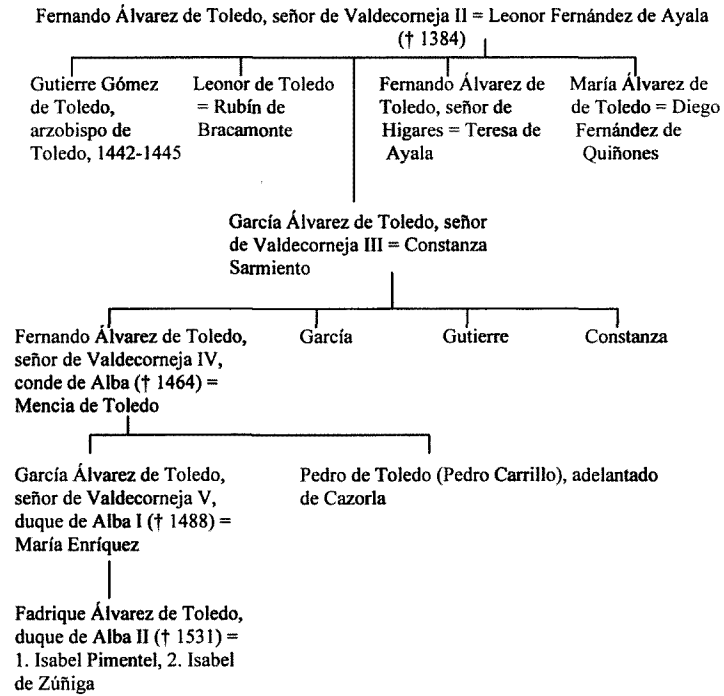 Fernando Álvarez de Toledo, señor de Valdecorneja II = Leonor Fernández de Ayala
(† 1384)
Gutierre Gómez
de Toledo,
arzobispo de
Toledo, 1442-1445
Leonor de Toledo
= Rubín de
Bracamonte
Fernando Álvarez de
Toledo, señor de
Higares = Teresa de
Ayala
María Álvarez de
de Toledo = Diego
Fernández de
Quiñones
García Álvarez de Toledo, señor
de Valdecorneja III = Constanza
Sarmiento
Fernando Álvarez de Toledo,
señor de Valdecorneja IV,
conde de Alba († 1464) =
Mencia de Toledo
García
Gutierre
Constanza
García Álvarez de Toledo,
señor de Valdecorneja V,
duque de Alba I († 1488) =
María Enríquez
Pedro de Toledo (Pedro Carrillo), adelantado
de Cazorla
Fadrique Álvarez de Toledo,
duque de Alba II († 1531) =
1. Isabel Pimentel, 2. Isabel
de Zúñiga